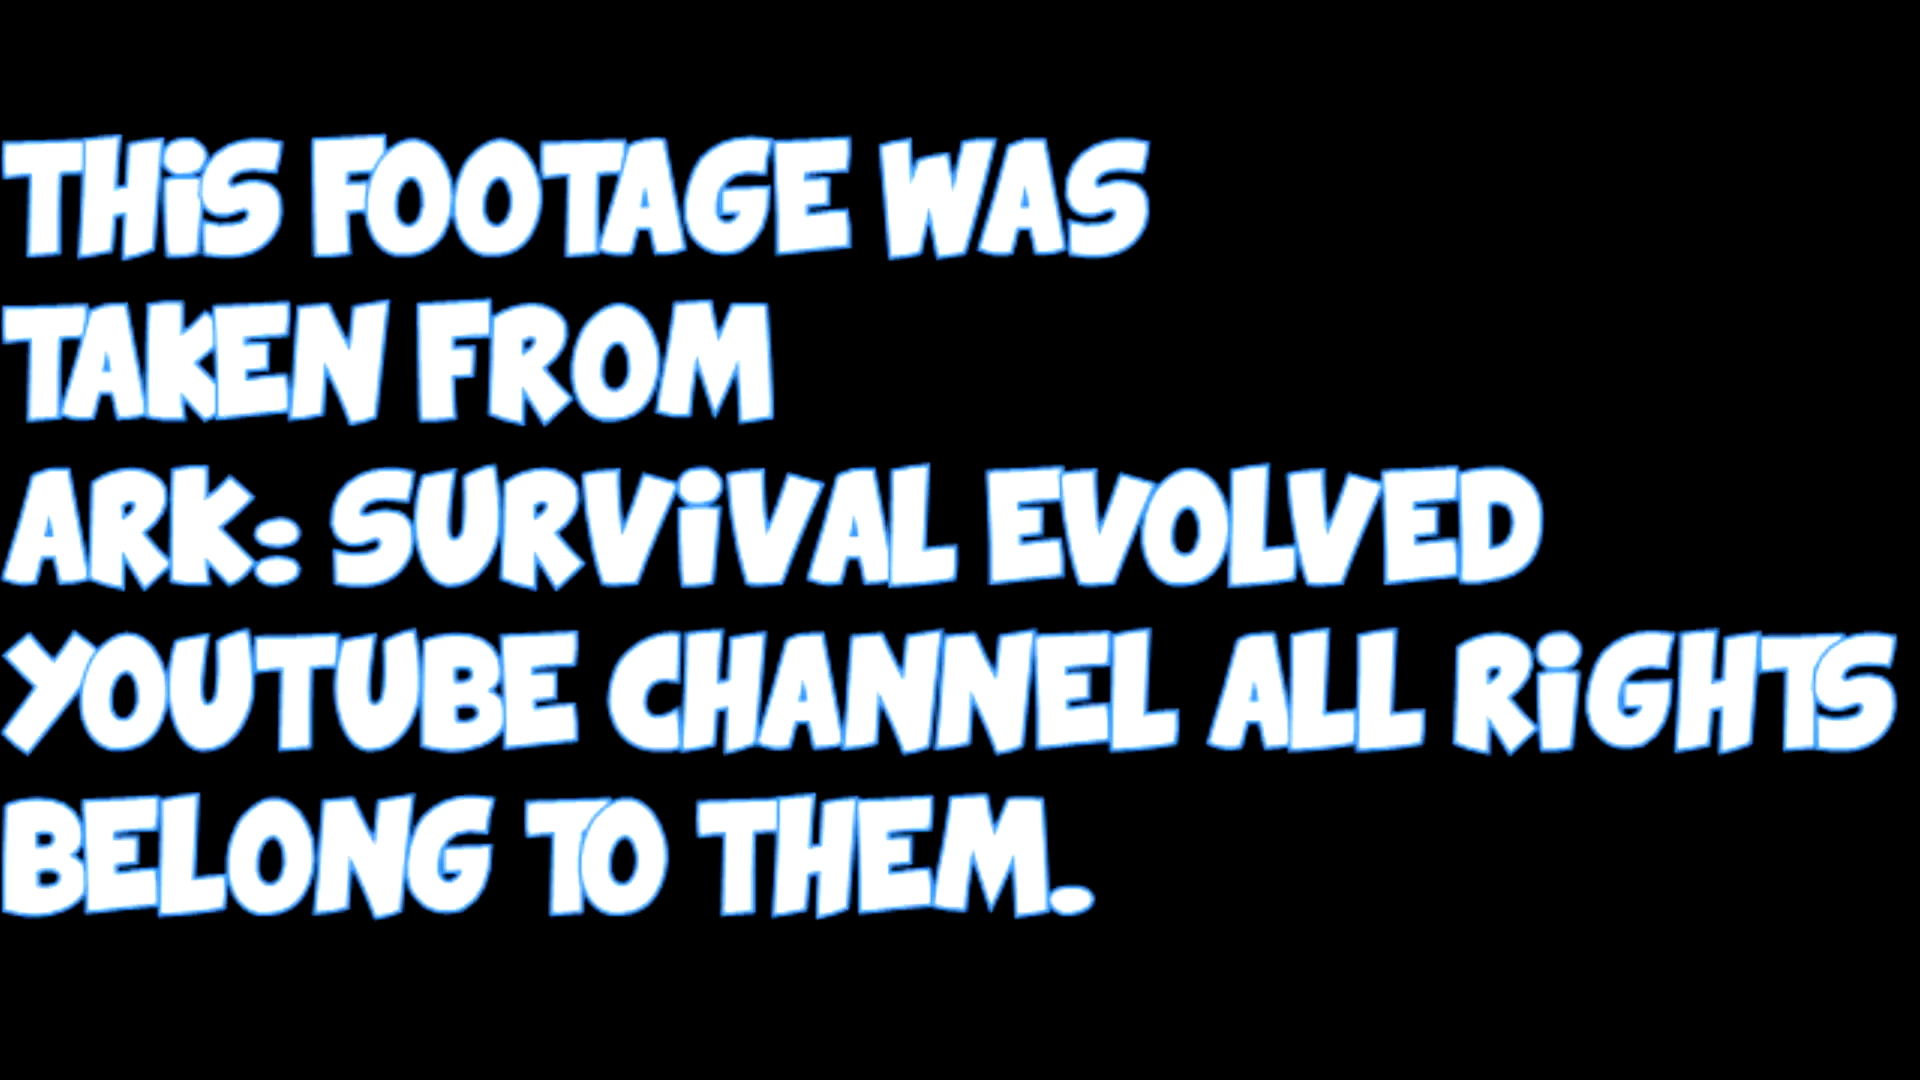 THiS FOOTAGE WAS
TAKEN FROM
ARK: SURViVAL EVOLVED
YOUTUBE CHANNEL ALL RiGHTS
BELONG TO THEM.